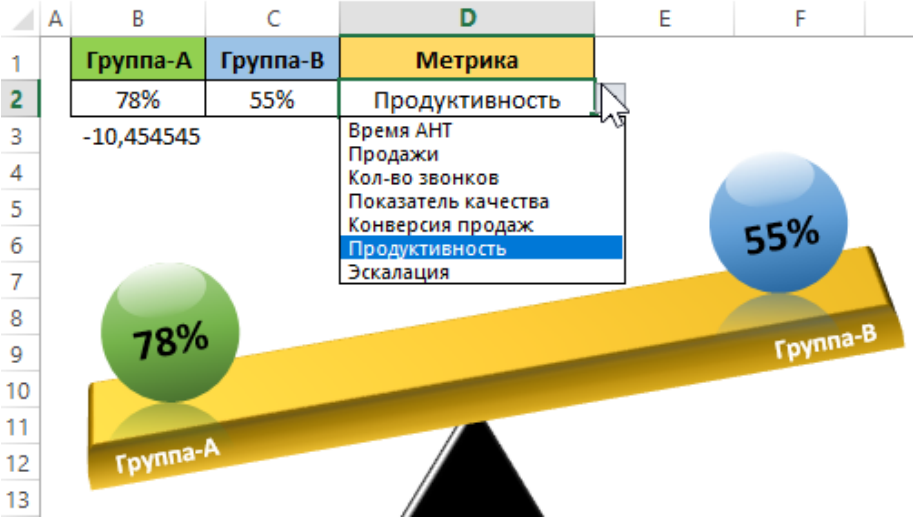 A B C D E F
1 Группа-A Группа-B Метрика
2 78% 55% Продуктивность
3 -10,454545
Время АНТ
Продажи
4
Кол-во звонков
5 Показатель качества
Конверсия продаж
6 Продуктивность
Эскалация
7
8
9
10
11
12
13
55%
78%
Группа-B
Группа-A